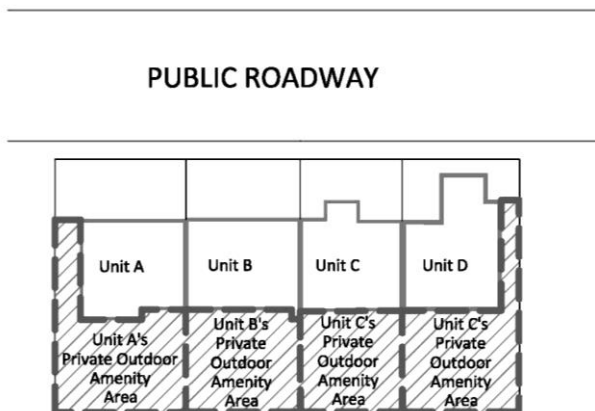 PUBLIC ROADWAY
Unit A
Unit B
Unit C
Unit D
Unit A's
Private Outdoor
Amenity
Area
Unit B's
Private
Outdoor
Amenity
Area
Unit C's
Private
Outdoor
Amenity
Area
Unit C's
Private
Outdoor
Amenity
Area